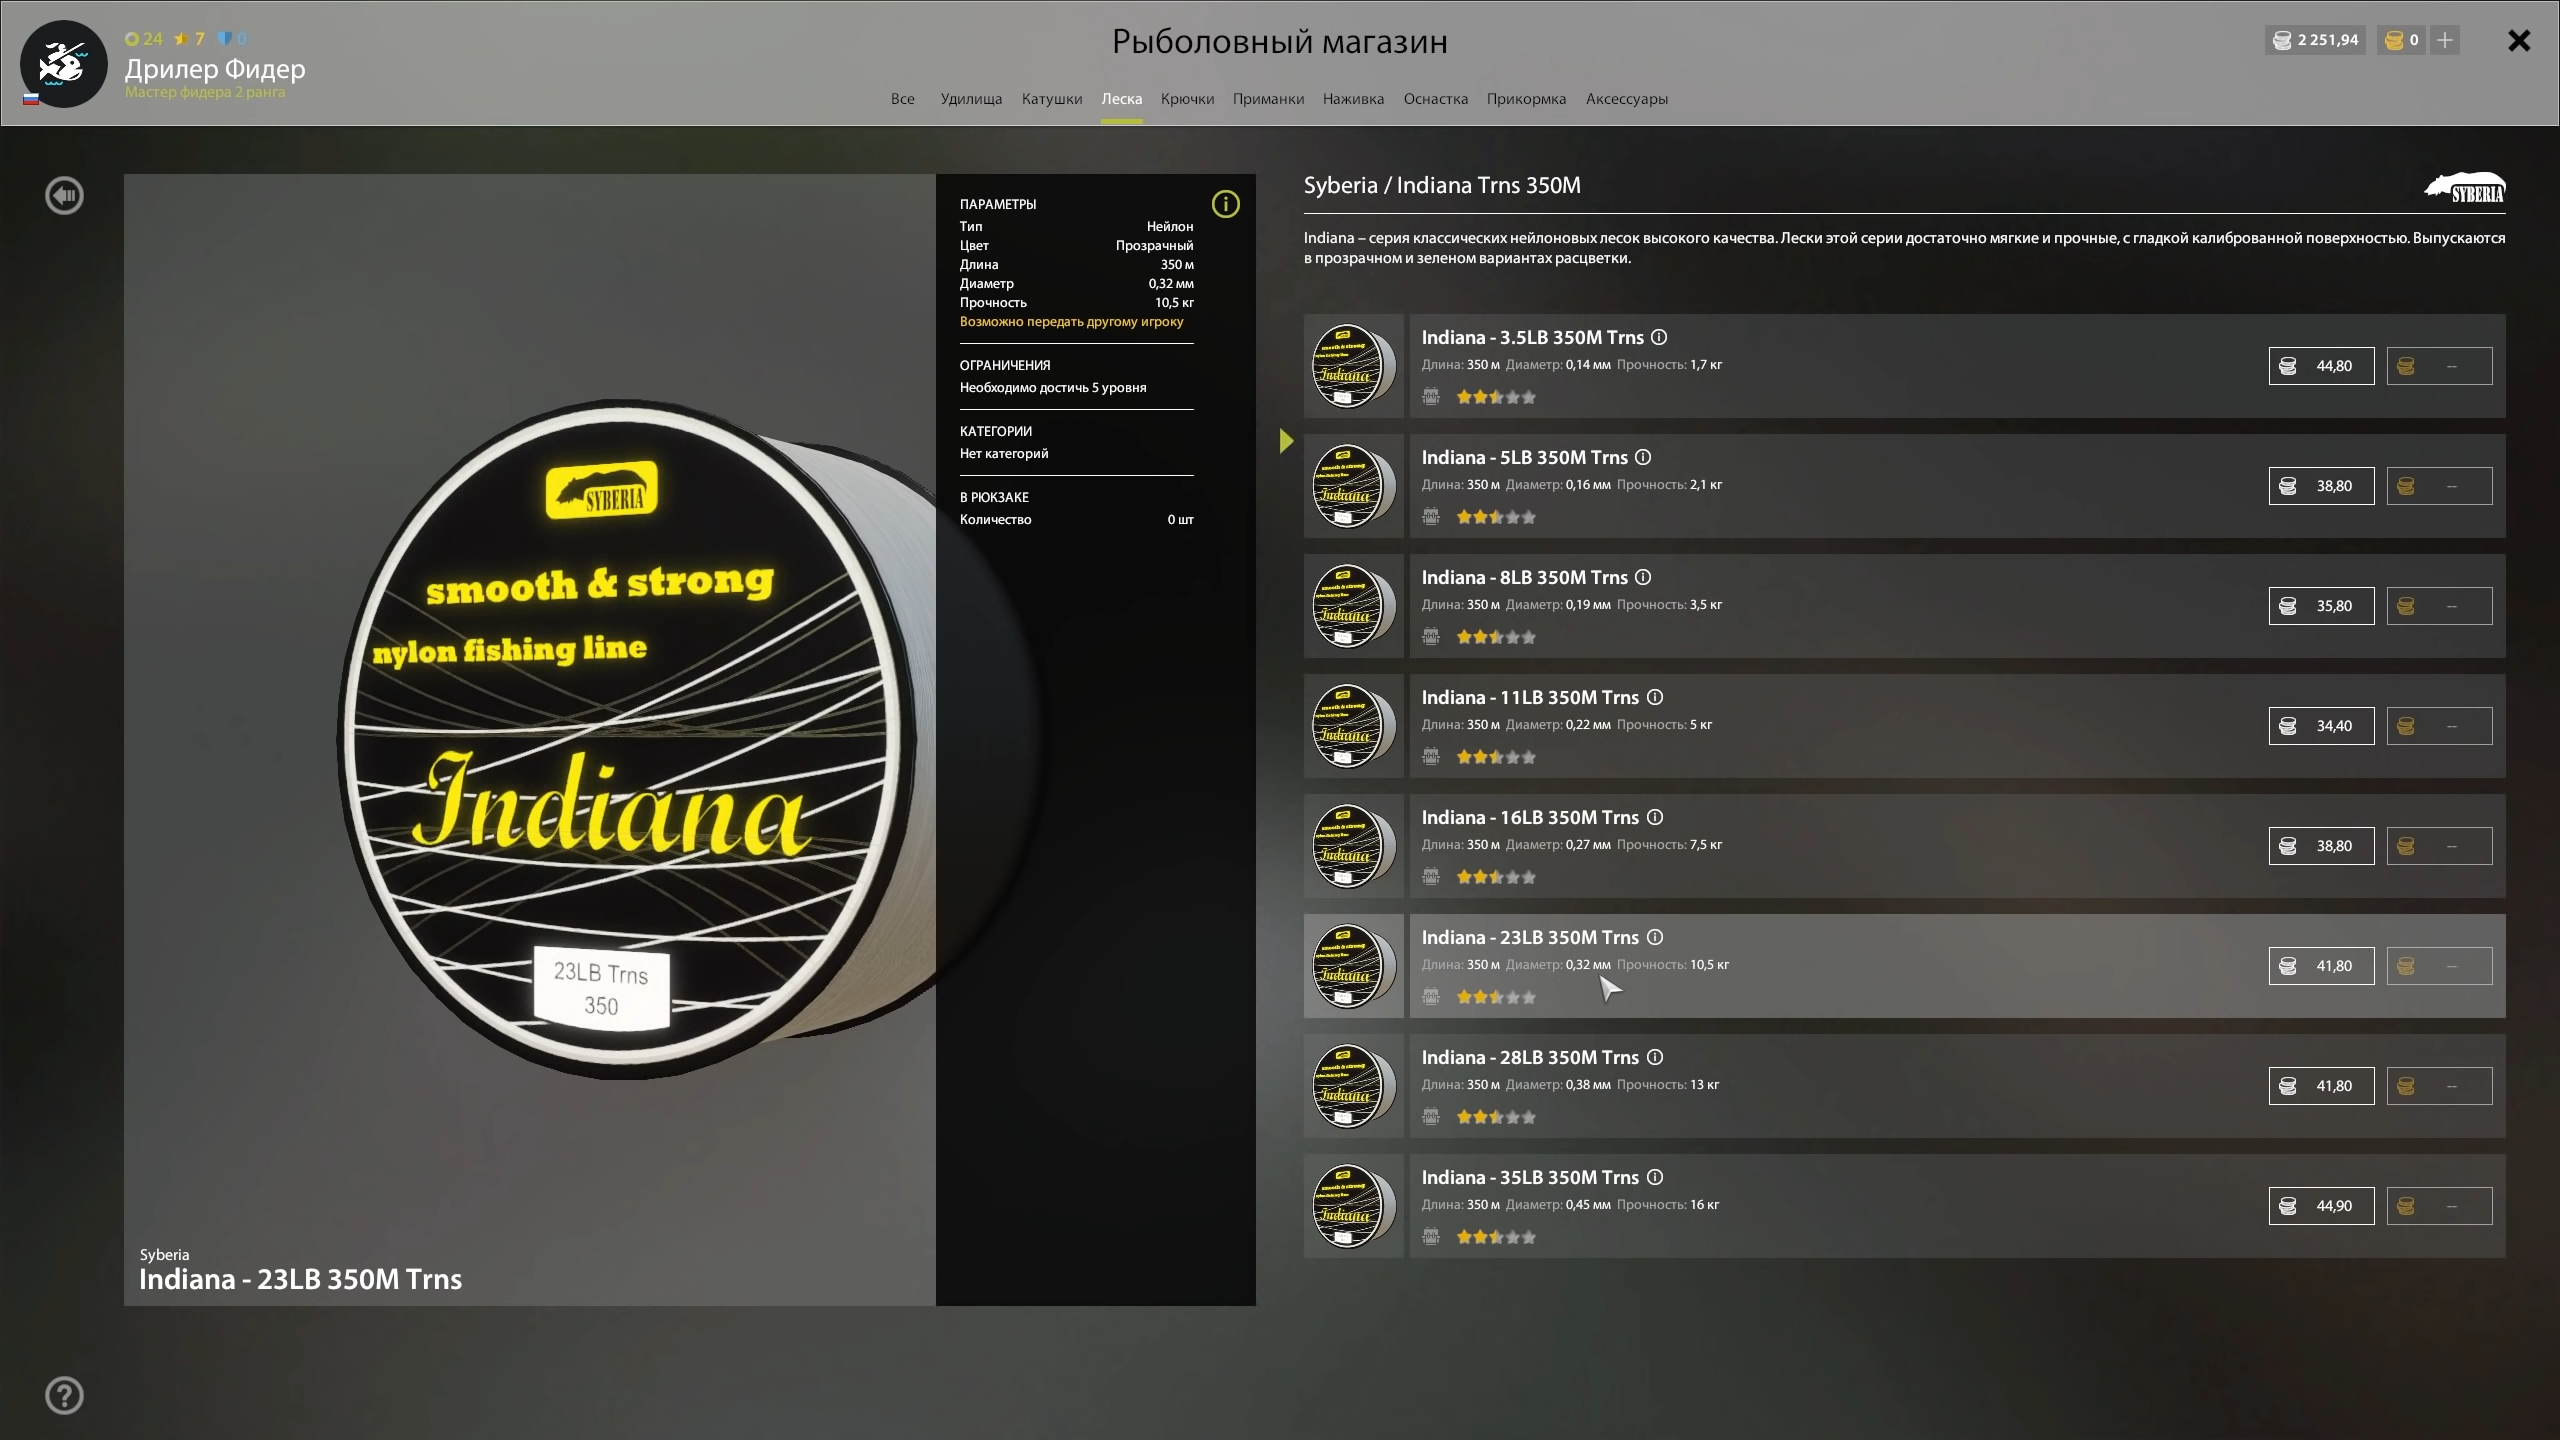 24 7 0
Дрилер Фидер
Мастер фидера 2 ранга
Рыболовный магазин
2 251,94 0
Все Удилища Катушки Леска Крючки Приманки Наживка Оснастка Прикормка Аксессуары
SYBERIA
smooth & strong
nylon fishing line
Indiana
23LB Trns
350
Syberia
Indiana - 23LB 350M Trns
ПАРАМЕТРЫ
Тип Нейлон
Цвет Прозрачный
Длина 350 м
Диаметр 0,32 мм
Прочность 10,5 кг
Возможно передать другому игроку
ОГРАНИЧЕНИЯ
Необходимо достичь 5 уровня
КАТЕГОРИИ
Нет категорий
В РЮКЗАКЕ
Количество 0 шт
Syberia / Indiana Trns 350M
SYBERIA
Indiana – серия классических нейлоновых лесок высокого качества. Лески этой серии достаточно мягкие и прочные, с гладкой калиброванной поверхностью. Выпускаются
в прозрачном и зеленом вариантах расцветки.
Indiana - 3.5LB 350M Trns
Длина: 350 м Диаметр: 0,14 мм Прочность: 1,7 кг
44,80 --
Indiana - 5LB 350M Trns
Длина: 350 м Диаметр: 0,16 мм Прочность: 2,1 кг
38,80 --
Indiana - 8LB 350M Trns
Длина: 350 м Диаметр: 0,19 мм Прочность: 3,5 кг
35,80 --
Indiana - 11LB 350M Trns
Длина: 350 м Диаметр: 0,22 мм Прочность: 5 кг
34,40 --
Indiana - 16LB 350M Trns
Длина: 350 м Диаметр: 0,27 мм Прочность: 7,5 кг
38,80 --
Indiana - 23LB 350M Trns
Длина: 350 м Диаметр: 0,32 мм Прочность: 10,5 кг
41,80 --
Indiana - 28LB 350M Trns
Длина: 350 м Диаметр: 0,38 мм Прочность: 13 кг
41,80 --
Indiana - 35LB 350M Trns
Длина: 350 м Диаметр: 0,45 мм Прочность: 16 кг
44,90 --